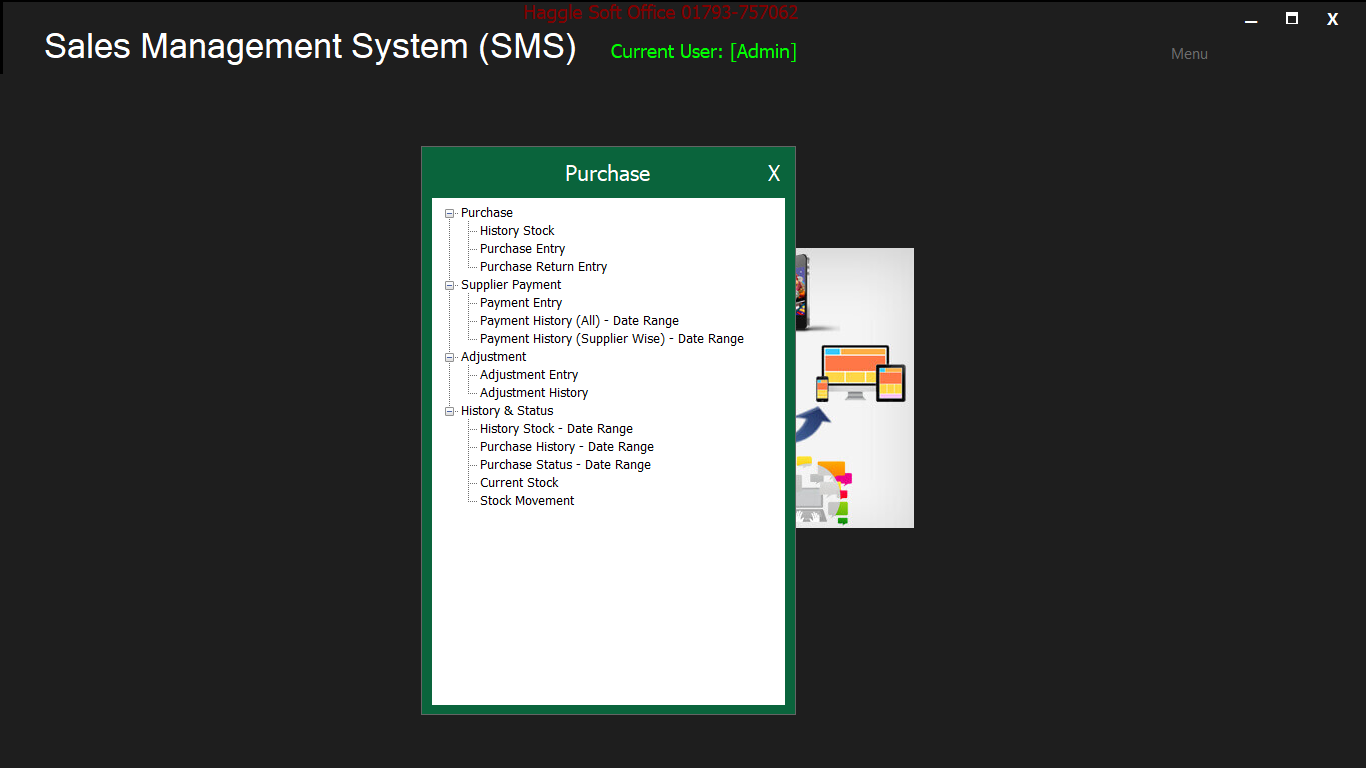 Haggle Soft Office 01793-757062
Sales Management System (SMS)
Current User: [Admin]
X
Menu
Purchase
X
Purchase
History Stock
Purchase Entry
Purchase Return Entry
Supplier Payment
Payment Entry
Payment History (All) - Date Range
Payment History (Supplier Wise) - Date Range
Adjustment
Adjustment Entry
Adjustment History
History & Status
History Stock - Date Range
Purchase History - Date Range
Purchase Status - Date Range
Current Stock
Stock Movement